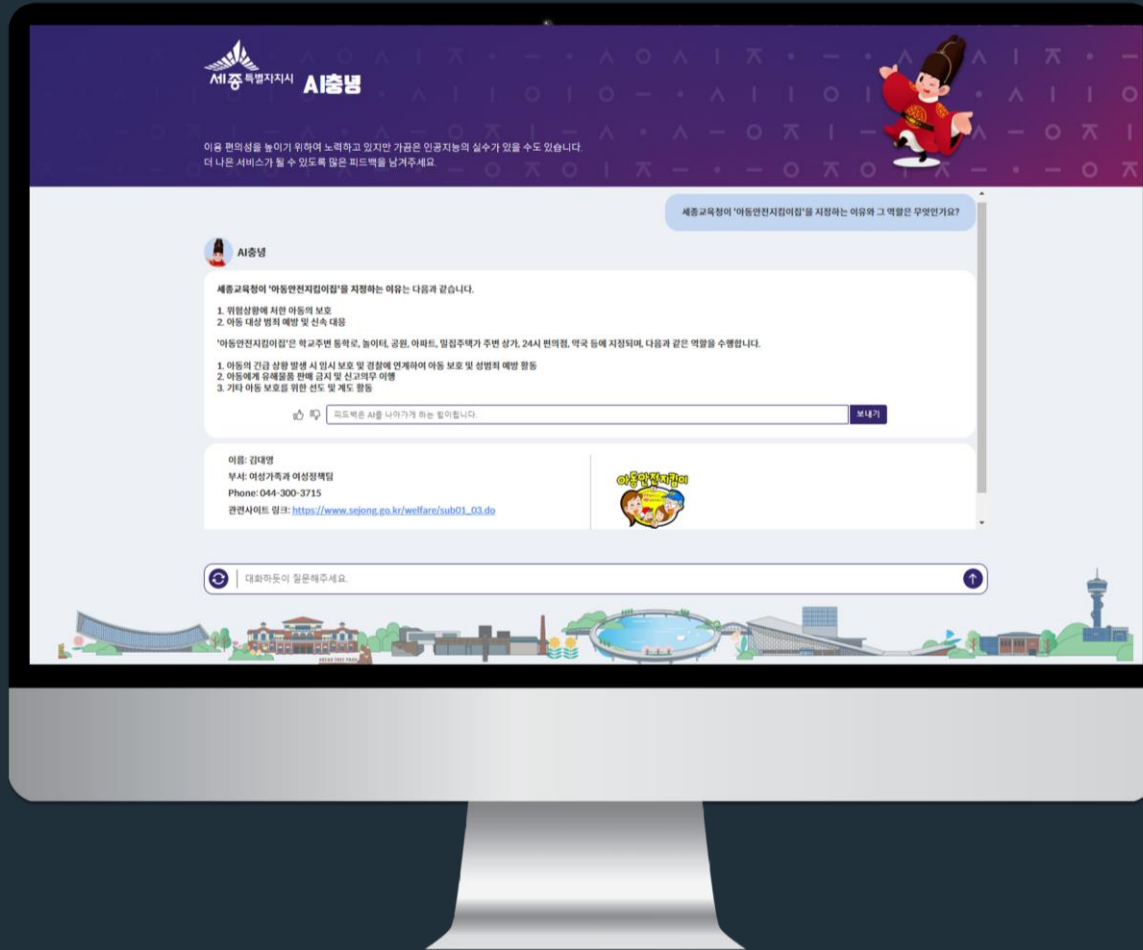 세종특별자치시 AI충녕
이용 편의성을 높이기 위하여 노력하고 있지만 가끔은 인공지능의 실수가 있을 수도 있습니다.
더 나은 서비스가 될 수 있도록 많은 피드백을 남겨주세요.
세종교육청이 '아동안전지킴이집'을 지정하는 이유와 그 역할은 무엇인가요?
AI충녕
세종교육청이 '아동안전지킴이집'을 지정하는 이유는 다음과 같습니다.
1. 위험상황에 처한 아동의 보호
2. 아동 대상 범죄 예방 및 신속 대응
'아동안전지킴이집'은 학교주변 통학로, 놀이터, 공원, 아파트, 밀집주택가 주변 상가, 24시 편의점, 약국 등에 지정되며, 다음과 같은 역할을 수행합니다.
1. 아동의 긴급 상황 발생 시 임시 보호 및 경찰에 연계하여 아동 보호 및 성범죄 예방 활동
2. 아동에게 유해물품 판매 금지 및 신고의무 이행
3. 기타 아동 보호를 위한 선도 및 계도 활동
피드백은 AI를 나아가게 하는 힘이됩니다.
보내기
이름: 김대영
부서: 여성가족과 여성정책팀
Phone: 044-300-3715
관련사이트 링크: https://www.sejong.go.kr/welfare/sub01_03.do
아동안전지킴이
대화하듯이 질문해주세요.